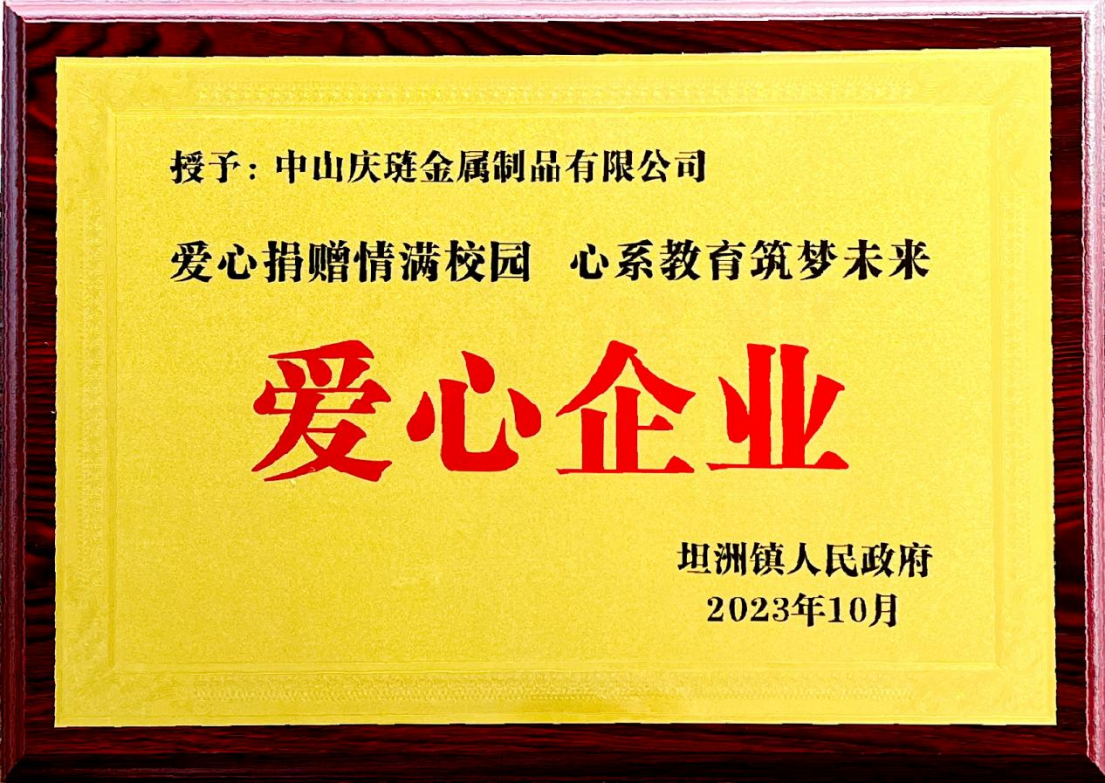 授予：中山庆琏金属制品有限公司
爱心捐赠情满校园 心系教育筑梦未来
爱心企业
坦洲镇人民政府
2023年10月